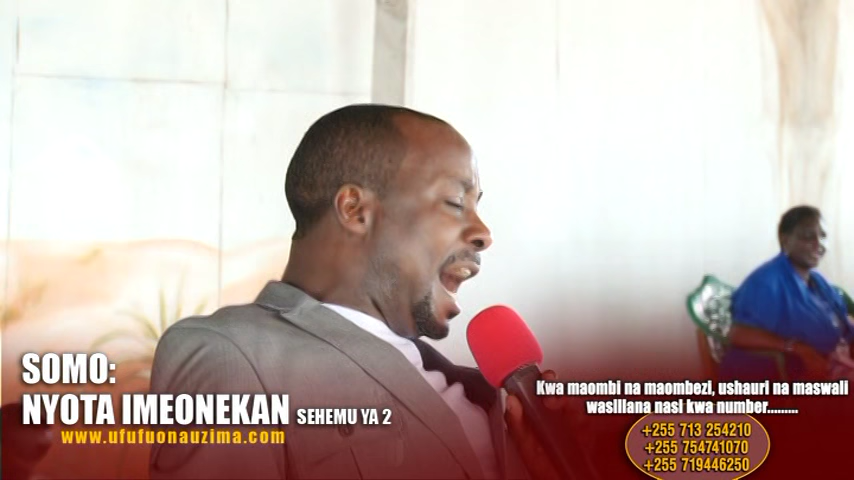 SOMO:
NYOTA IMEONEKAN SEHEMU YA 2
www.ufufuonauzima.com
Kwa maombi na maombezi, ushauri na maswali
wasiliana nasi kwa number.........
+255 713 254210
+255 754741070
+255 719446250